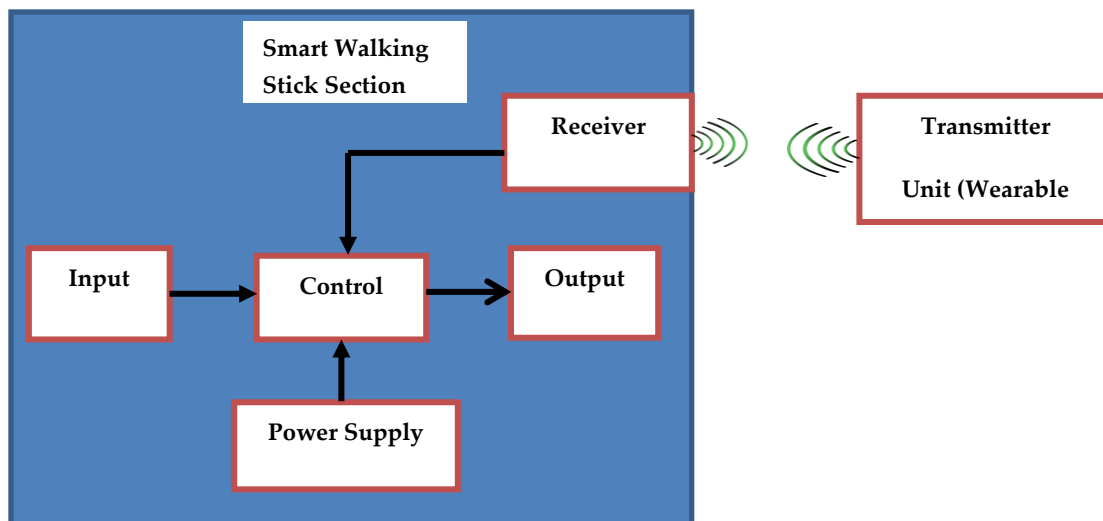 Smart Walking
Stick Section
Receiver
Transmitter
Unit (Wearable
Input
Control
Output
Power Supply